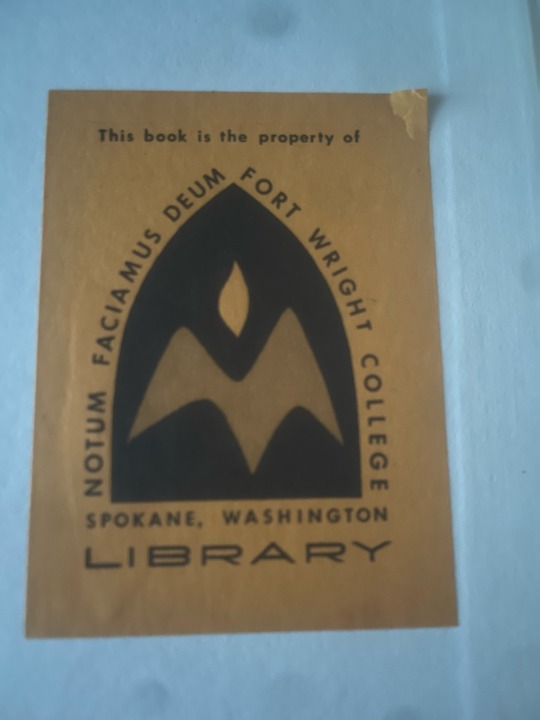 This book is the property of
NOTUM FACIAMUS DEUM FORT WRIGHT COLLEGE
SPOKANE, WASHINGTON
LIBRARY